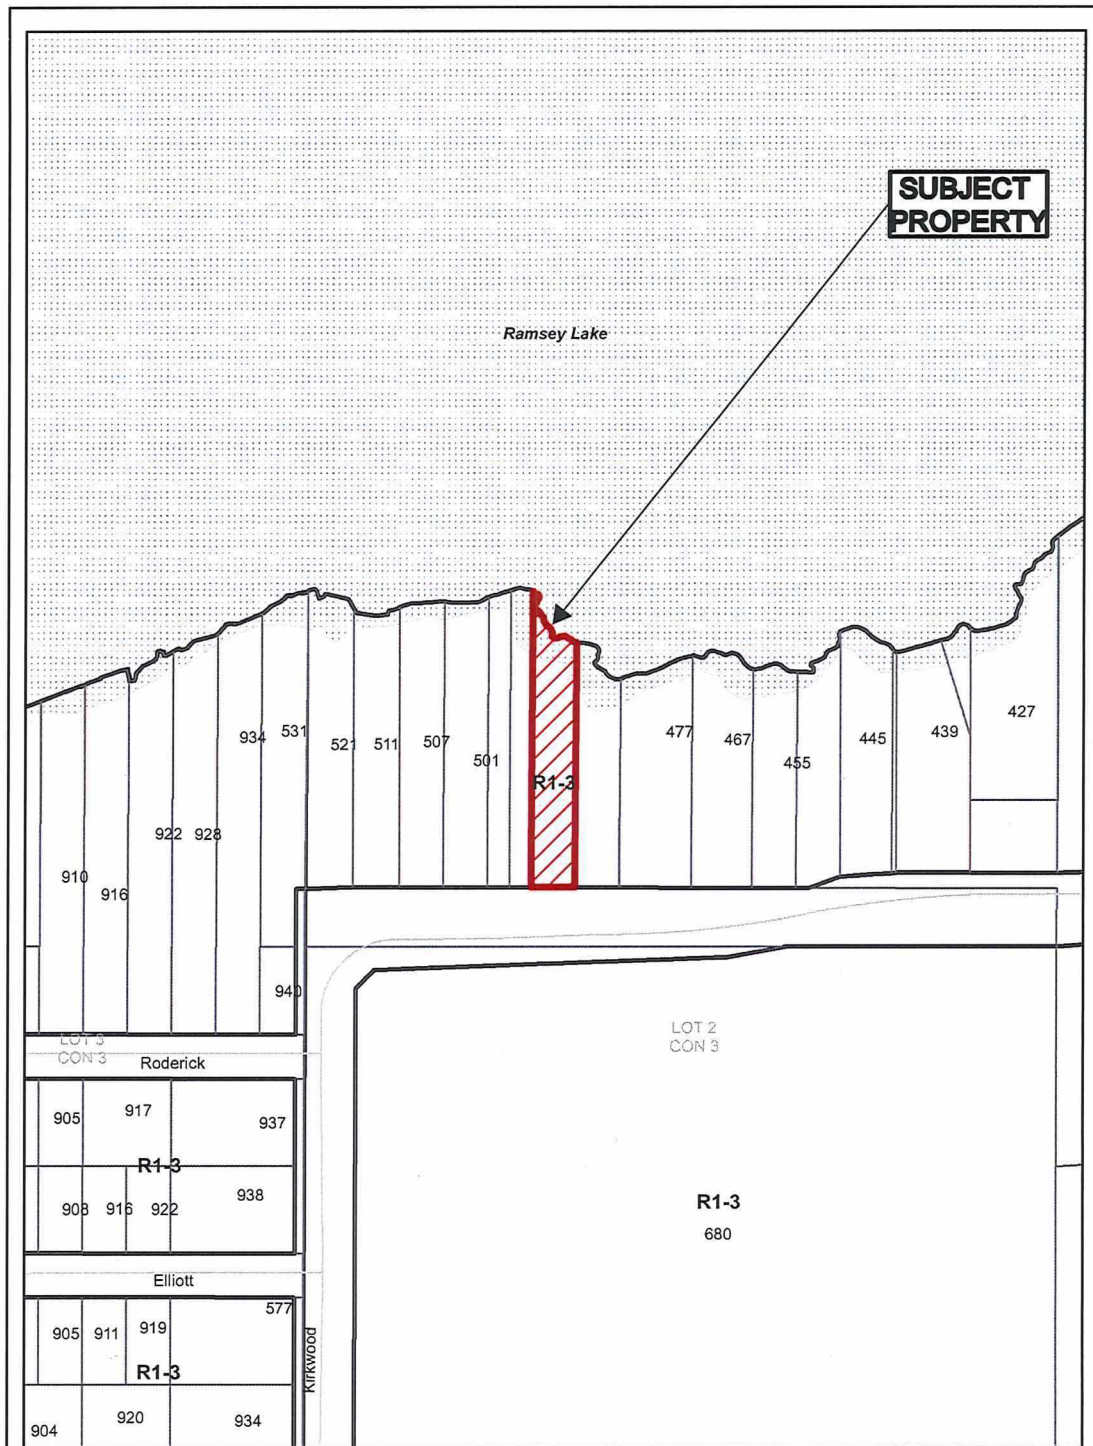 SUBJECT
PROPERTY
Ramsey Lake
427
439
445
455
467
477
R1-3
501
507
511
521
531
934
928
922
916
910
940
LOT 3
CON 3
Roderick
LOT 2
CON 3
905
917
937
R1-3
908
916
922
938
R1-3
680
Elliott
577
905
911
919
R1-3
Kirkwood
904
920
934